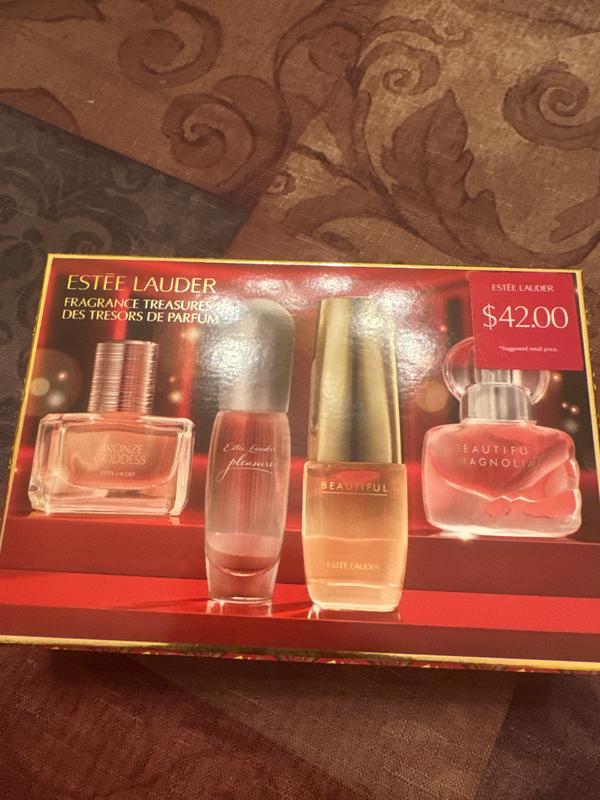 ESTĒE LAUDER
FRAGRANCE TREASURES
DES TRESORS DE PARFUM
ESTĒE LAUDER
$42.00
*Suggested retail price.
BRONZE
GODDESS
ESTĒE LAUDER
Estēe Lauder
pleasures
BEAUTIFUL
ESTĒE LAUDER
BEAUTIFUL
MAGNOLIA